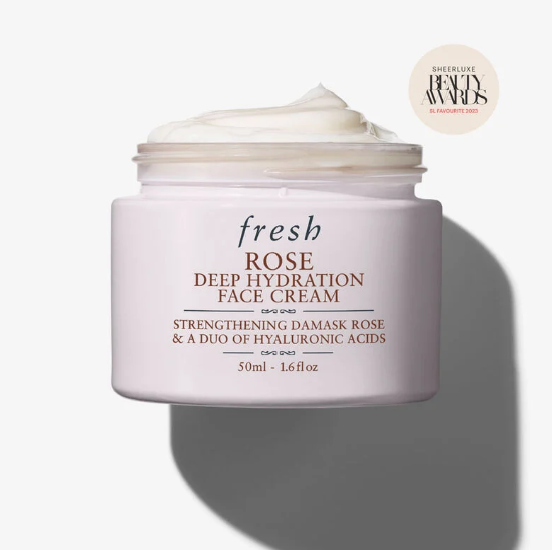 SHEERLUXE
BEAUTY
AWARDS
SL FAVOURITE 2023
fresh
ROSE
DEEP HYDRATION
FACE CREAM
STRENGTHENING DAMASK ROSE
& A DUO OF HYALURONIC ACIDS
50ml - 1.6 fl oz